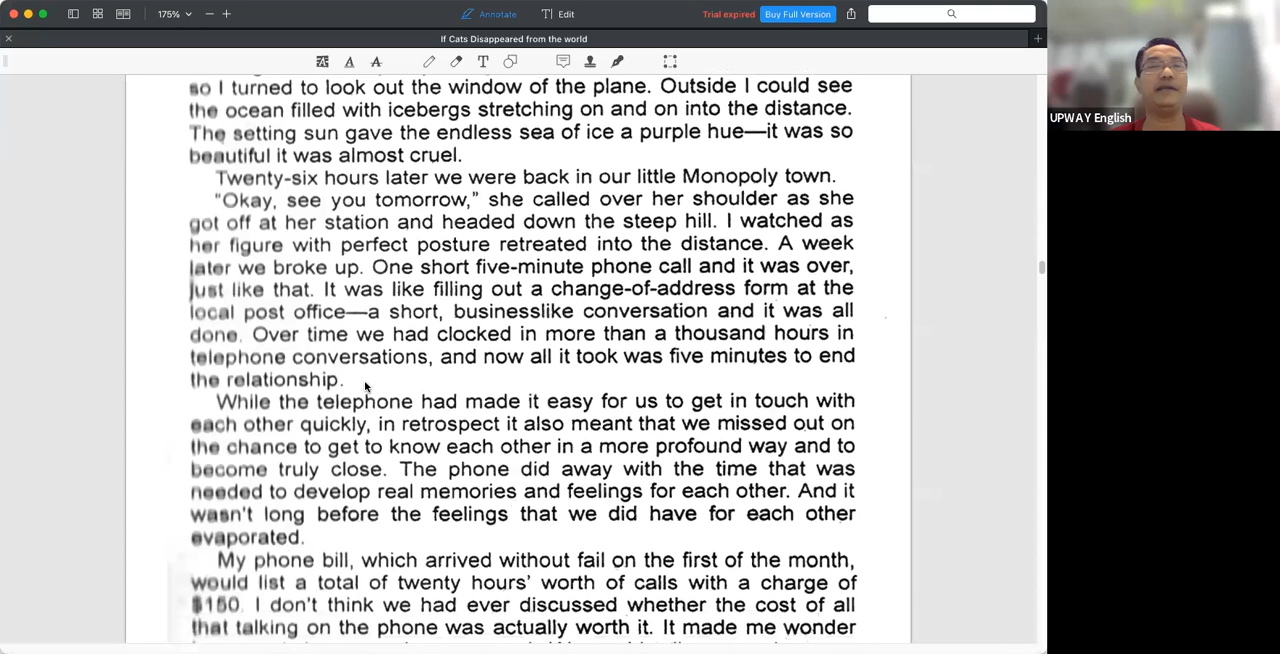 175%
Annotate
Edit
Trial expired
Buy Full Version
If Cats Disappeared from the world
so I turned to look out the window of the plane. Outside I could see
the ocean filled with icebergs stretching on and on into the distance.
The setting sun gave the endless sea of ice a purple hue—it was so
beautiful it was almost cruel.
Twenty-six hours later we were back in our little Monopoly town.
“Okay, see you tomorrow,” she called over her shoulder as she
got off at her station and headed down the steep hill. I watched as
her figure with perfect posture retreated into the distance. A week
later we broke up. One short five-minute phone call and it was over,
just like that. It was like filling out a change-of-address form at the
local post office—a short, businesslike conversation and it was all
done. Over time we had clocked in more than a thousand hours in
telephone conversations, and now all it took was five minutes to end
the relationship.
While the telephone had made it easy for us to get in touch with
each other quickly, in retrospect it also meant that we missed out on
the chance to get to know each other in a more profound way and to
become truly close. The phone did away with the time that was
needed to develop real memories and feelings for each other. And it
wasn't long before the feelings that we did have for each other
evaporated.
My phone bill, which arrived without fail on the first of the month,
would list a total of twenty hours’ worth of calls with a charge of
$150. I don't think we had ever discussed whether the cost of all
that talking on the phone was actually worth it. It made me wonder
UPWAY English